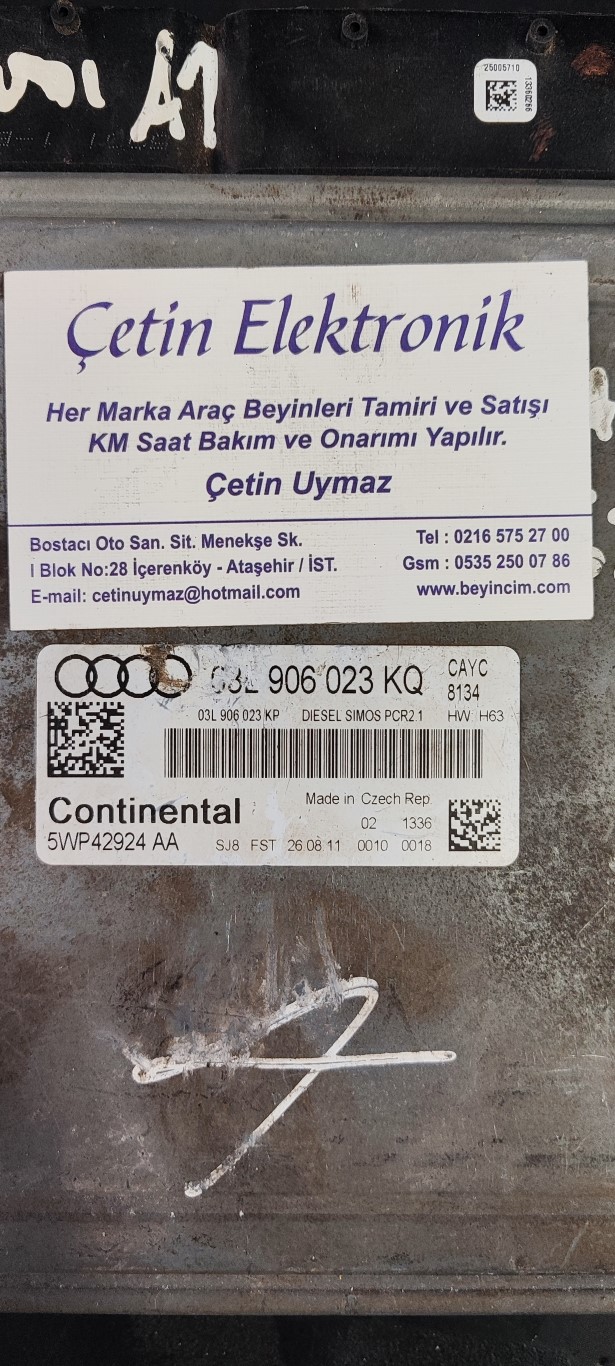 A1
25005710
13360266
Çetin Elektronik
Her Marka Araç Beyinleri Tamiri ve Satışı
KM Saat Bakım ve Onarımı Yapılır.
Çetin Uymaz
Bostacı Oto San. Sit. Menekşe Sk.
I Blok No:28 İçerenköy - Ataşehir / İST.
E-mail: cetinuymaz@hotmail.com
Tel : 0216 575 27 00
Gsm : 0535 250 07 86
www.beyincim.com
03L 906 023 KQ
CAYC
8134
03L 906 023 KP DIESEL SIMOS PCR2.1 HW H63
Continental
Made in Czech Rep.
02 1336
5WP42924 AA
SJ8 FST 26.08.11 0010 0018